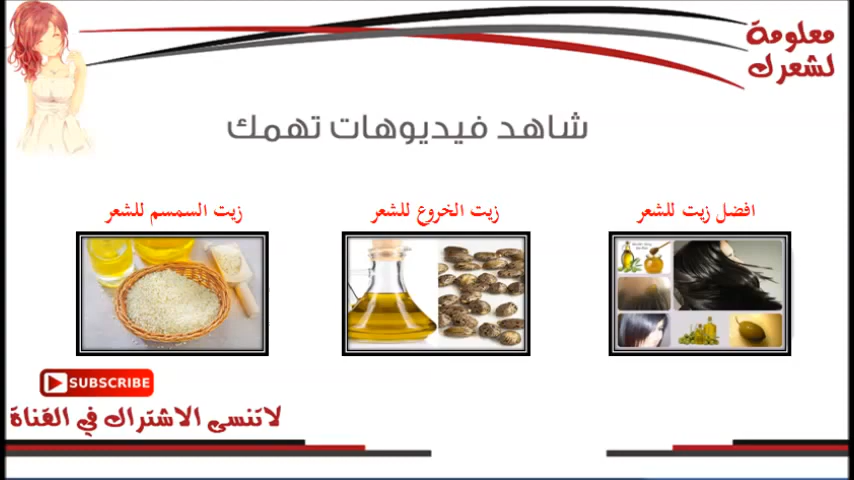 معلومة
لشعرك
شاهد فيديوهات تهمك
افضل زيت للشعر
زيت الخروع للشعر
زيت السمسم للشعر
SUBSCRIBE
لاتنسى الاشتراك في القناة